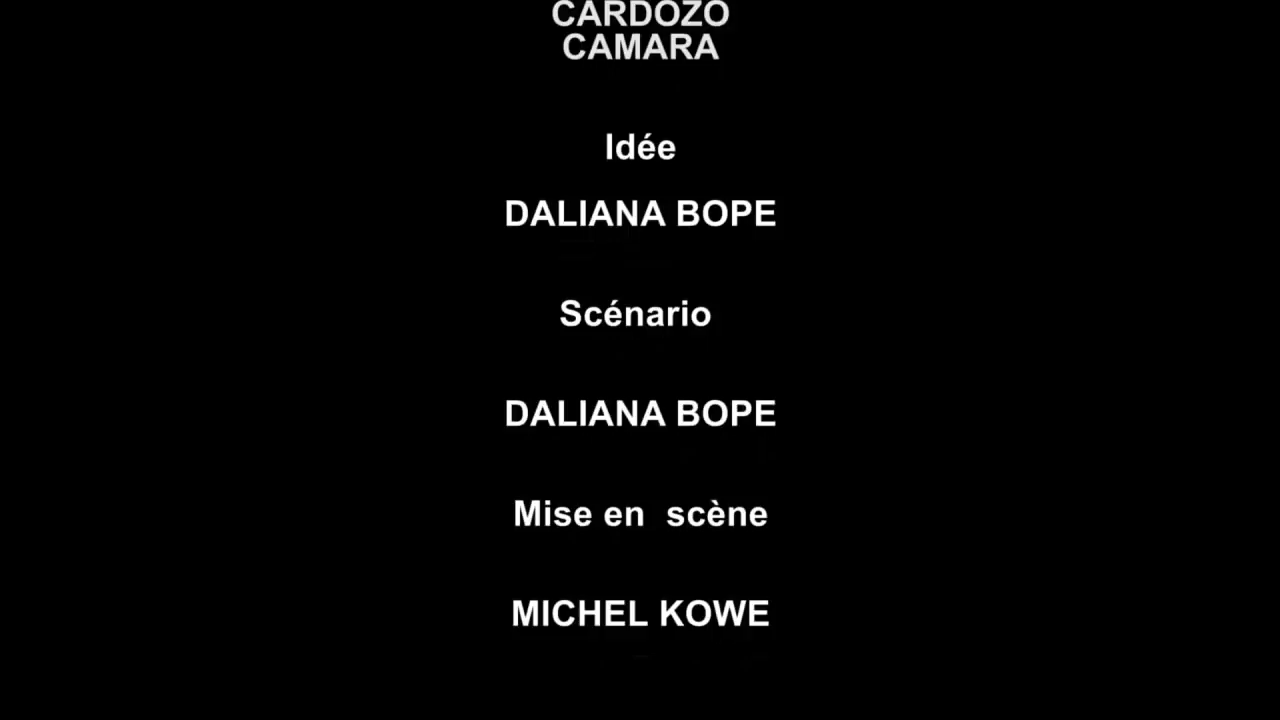 CARDOZO
CAMARA
Idée
DALIANA BOPE
Scénario
DALIANA BOPE
Mise en  scène
MICHEL KOWE